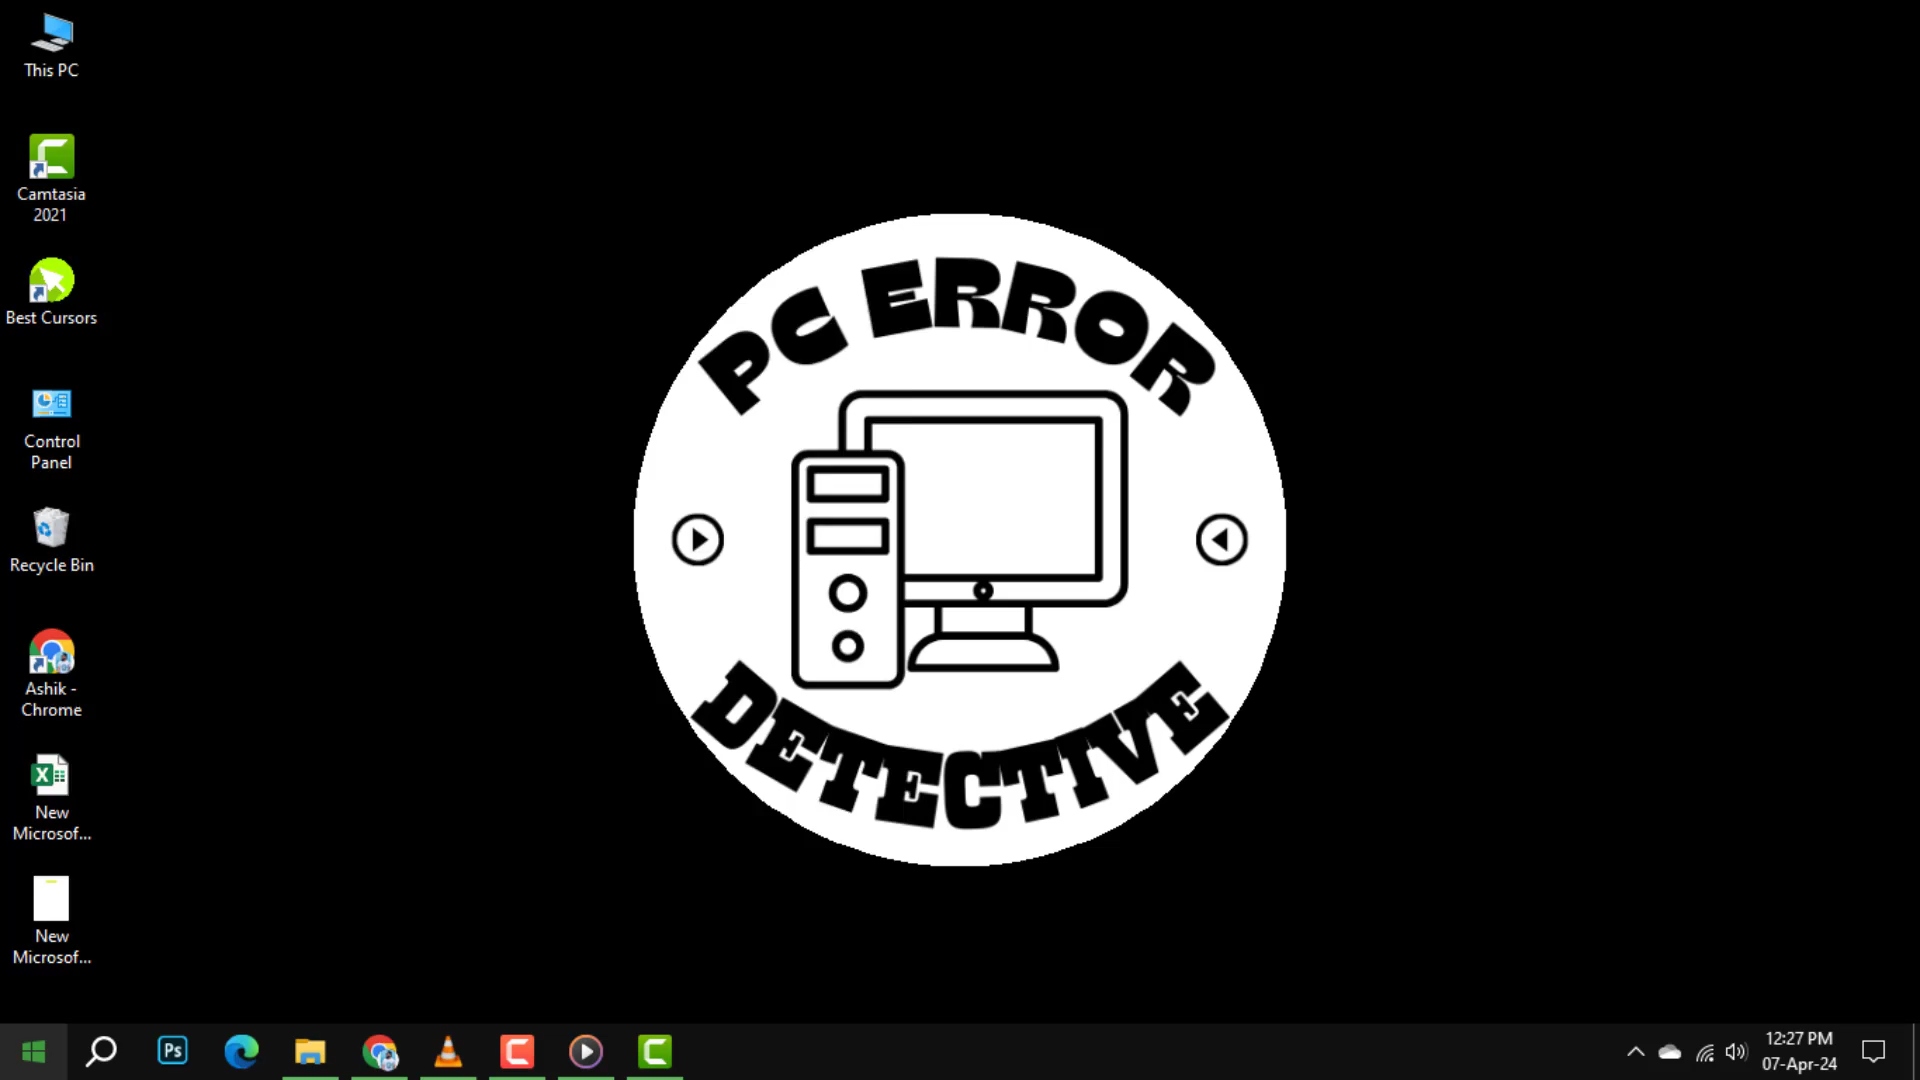 This PC
Camtasia
2021
Best Cursors
Control
Panel
Recycle Bin
Ashik -
Chrome
New
Microsof...
New
Microsof...
PC ERROR
DETECTIVE
Ps
12:27 PM
07-Apr-24